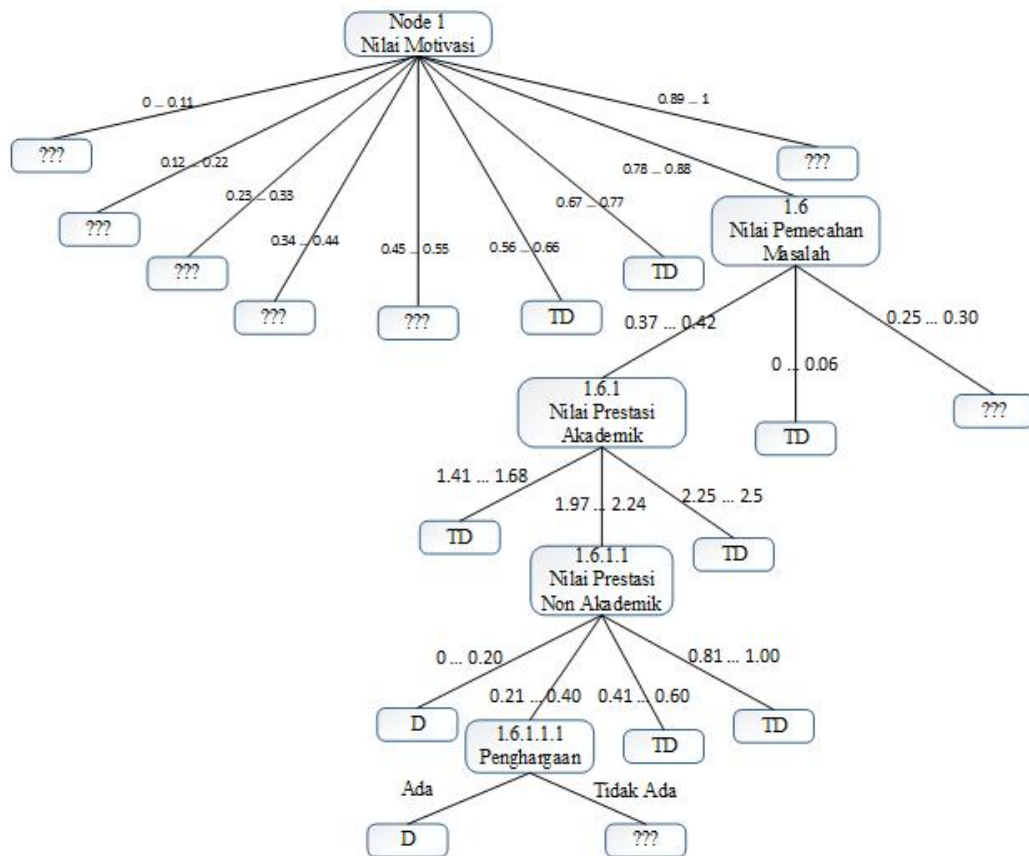 Node 1
Nilai Motivasi
0 ... 0.11
0.89 ... 1
???
0.12 ... 0.22
???
0.78 ... 0.88
0.23 ... 0.33
0.67 ... 0.77
1.6
Nilai Pemecahan
Masalah
???
0.34 ... 0.44
0.45 ... 0.55
0.56 ... 0.66
???
TD
???
???
TD
0.37 ... 0.42
0 ... 0.06
0.25 ... 0.30
1.6.1
Nilai Prestasi
Akademik
TD
???
1.41 ... 1.68
1.97 ... 2.24
2.25 ... 2.5
TD
TD
1.6.1.1
Nilai Prestasi
Non Akademik
0 ... 0.20
0.21 ... 0.40
0.41 ... 0.60
0.81 ... 1.00
D
1.6.1.1.1
Penghargaan
TD
TD
Ada
Tidak Ada
D
???